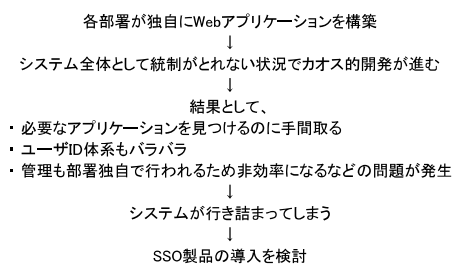 各部署が独自にWebアプリケーションを構築
↓
システム全体として統制がとれない状況でカオス的開発が進む
↓
結果として、
・ 必要なアプリケーションを見つけるのに手間取る
・ ユーザID体系もバラバラ
・ 管理も部署独自で行われるため非効率になるなどの問題が発生
↓
システムが行き詰まってしまう
↓
SSO製品の導入を検討